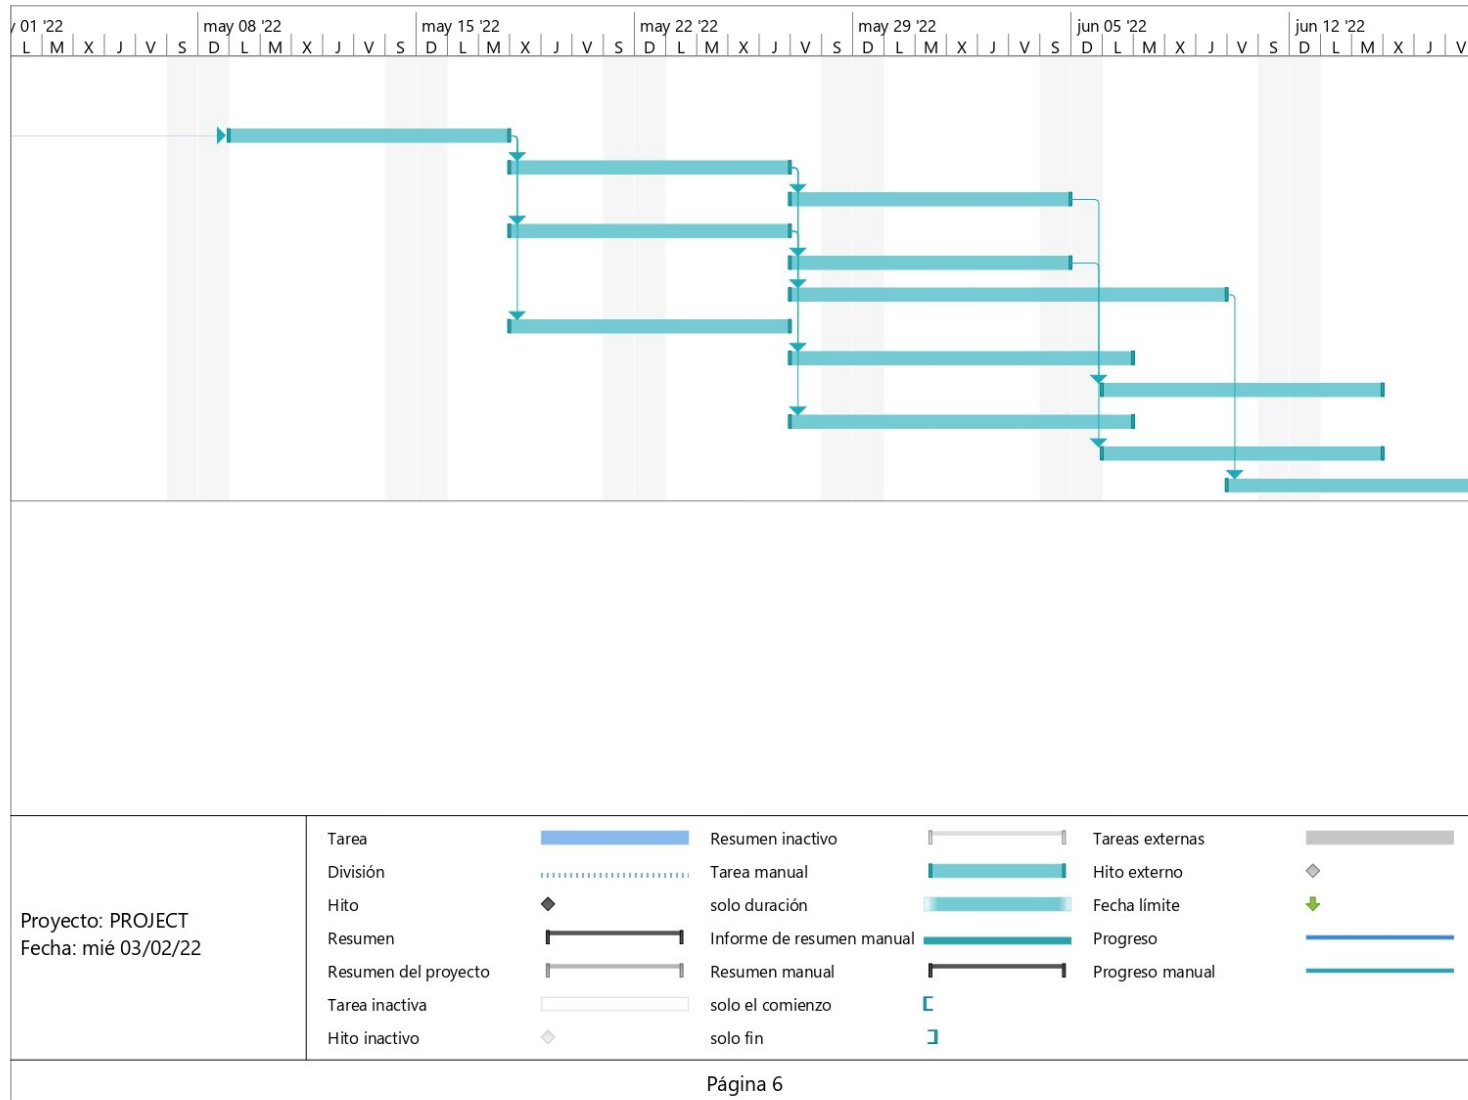 may 08 '22 may 15 '22 may 22 '22 may 29 '22 jun 05 '22 jun 12 '22
L M X J V S D L M X J V S D L M X J V S D L M X J V S D L M X J V S D L M X J V S D L M X J V
Tarea Resumen inactivo Tareas externas
División Tarea manual Hito externo
Hito solo duración Fecha límite
Proyecto: PROJECT
Fecha: mié 03/02/22
Resumen Informe de resumen manual Progreso
Resumen del proyecto Resumen manual Progreso manual
Tarea inactiva solo el comienzo
Hito inactivo solo fin
Página 6